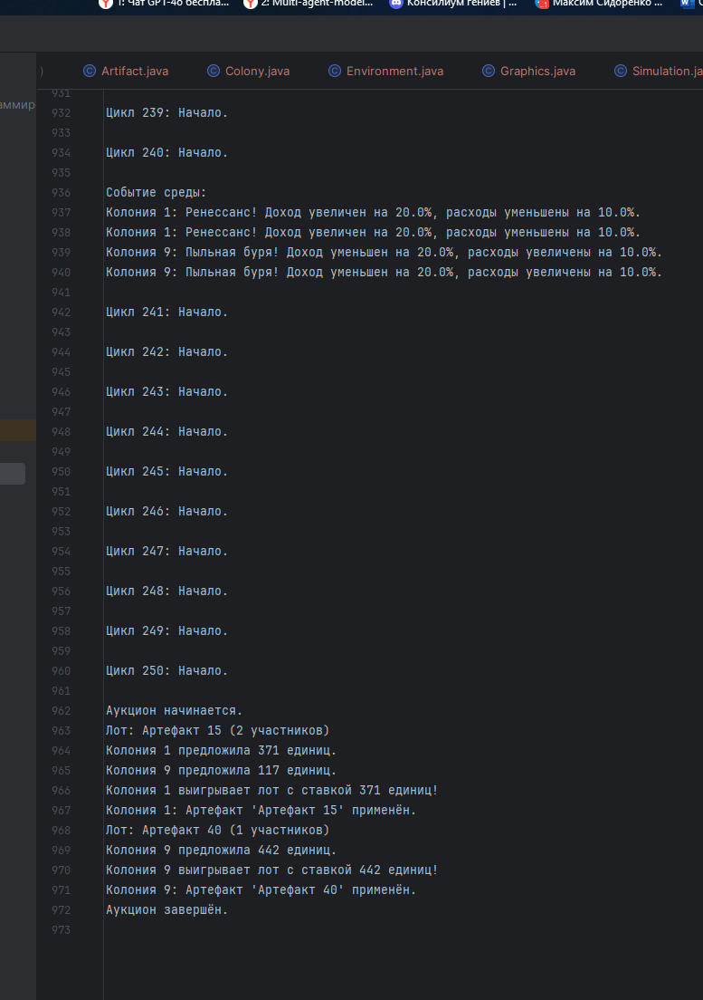 1: Чат GPT-4o бесппа...
2: Multi-agent-model...
Консилиум гениев | ...
Максим Сидоренко ...
)
Artifact.java
Colony.java
Environment.java
Graphics.java
Simulation.ja
аммир
931
932 Цикл 239: Начало.
933
934 Цикл 240: Начало.
935
936 Событие среды:
937 Колония 1: Ренессанс! Доход увеличен на 20.0%, расходы уменьшены на 10.0%.
938 Колония 1: Ренессанс! Доход увеличен на 20.0%, расходы уменьшены на 10.0%.
939 Колония 9: Пыльная буря! Доход уменьшен на 20.0%, расходы увеличены на 10.0%.
940 Колония 9: Пыльная буря! Доход уменьшен на 20.0%, расходы увеличены на 10.0%.
941
942 Цикл 241: Начало.
943
944 Цикл 242: Начало.
945
946 Цикл 243: Начало.
947
948 Цикл 244: Начало.
949
950 Цикл 245: Начало.
951
952 Цикл 246: Начало.
953
954 Цикл 247: Начало.
955
956 Цикл 248: Начало.
957
958 Цикл 249: Начало.
959
960 Цикл 250: Начало.
961
962 Аукцион начинается.
963 Лот: Артефакт 15 (2 участников)
964 Колония 1 предложила 371 единиц.
965 Колония 9 предложила 117 единиц.
966 Колония 1 выигрывает лот с ставкой 371 единиц!
967 Колония 1: Артефакт 'Артефакт 15' применён.
968 Лот: Артефакт 40 (1 участников)
969 Колония 9 предложила 442 единиц.
970 Колония 9 выигрывает лот с ставкой 442 единиц!
971 Колония 9: Артефакт 'Артефакт 40' применён.
972 Аукцион завершён.
973